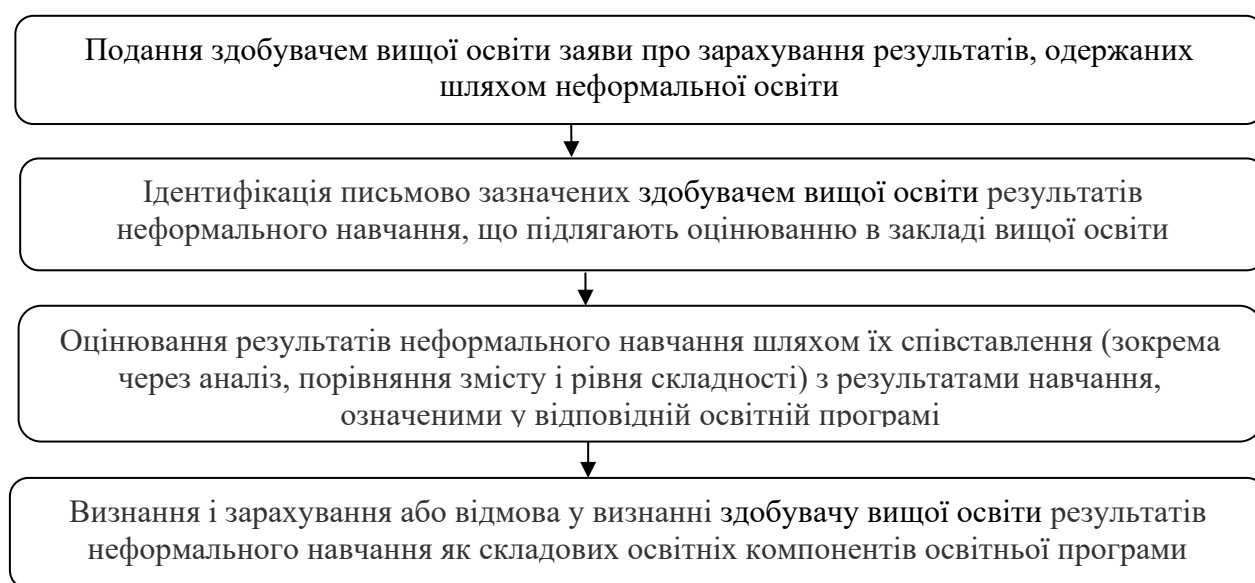 Подання здобувачем вищої освіти заяви про зарахування результатів, одержаних
шляхом неформальної освіти
Ідентифікація письмово зазначених здобувачем вищої освіти результатів
неформального навчання, що підлягають оцінюванню в закладі вищої освіти
Оцінювання результатів неформального навчання шляхом їх співставлення (зокрема
через аналіз, порівняння змісту і рівня складності) з результатами навчання,
означеними у відповідній освітній програмі
Визнання і зарахування або відмова у визнанні здобувачу вищої освіти результатів
неформального навчання як складових освітніх компонентів освітньої програми